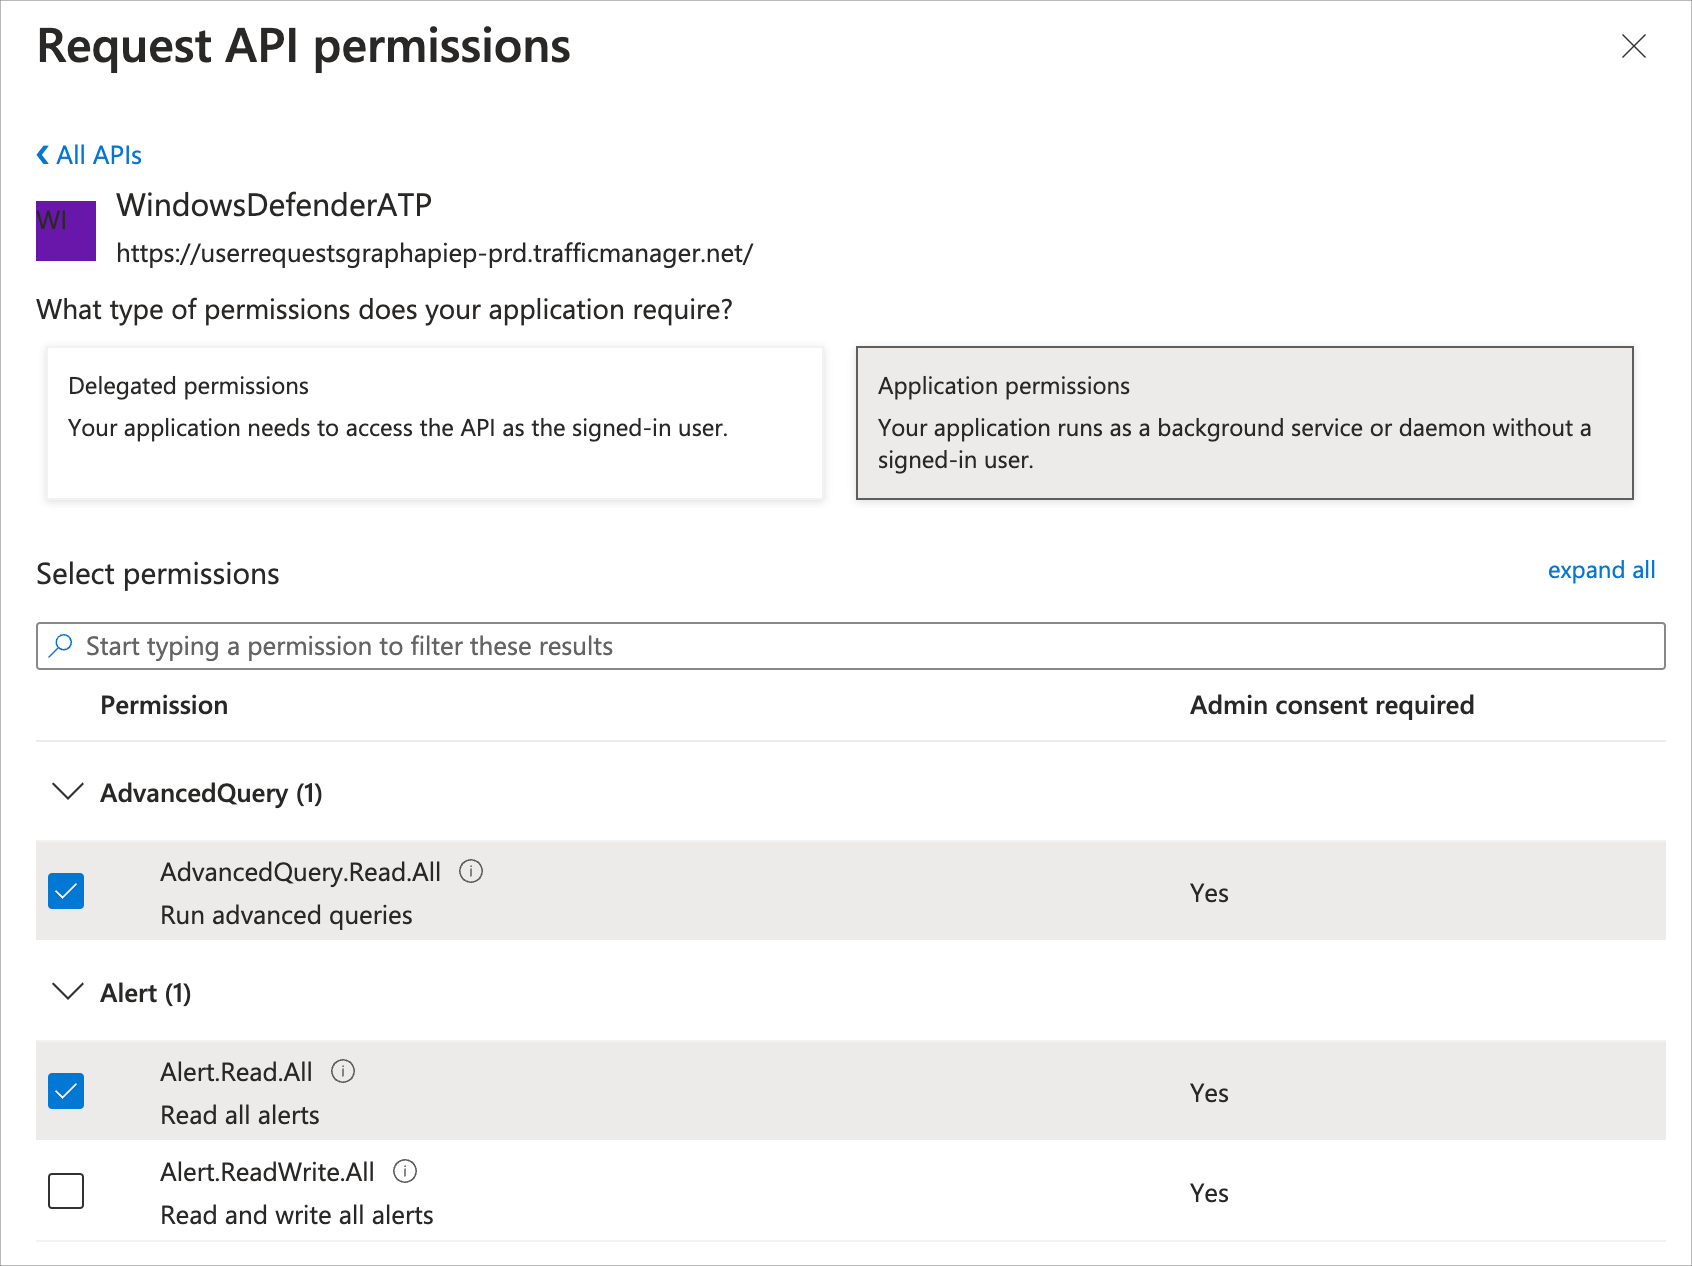 Request API permissions
All APIs
WI
WindowsDefenderATP
https://userrequestsgraphapiep-prd.trafficmanager.net/
What type of permissions does your application require?
Delegated permissions
Your application needs to access the API as the signed-in user.
Application permissions
Your application runs as a background service or daemon without a
signed-in user.
Select permissions
expand all
Start typing a permission to filter these results
Permission
Admin consent required
AdvancedQuery (1)
AdvancedQuery.Read.All
Run advanced queries
Yes
Alert (1)
Alert.Read.All
Read all alerts
Yes
Alert.ReadWrite.All
Read and write all alerts
Yes